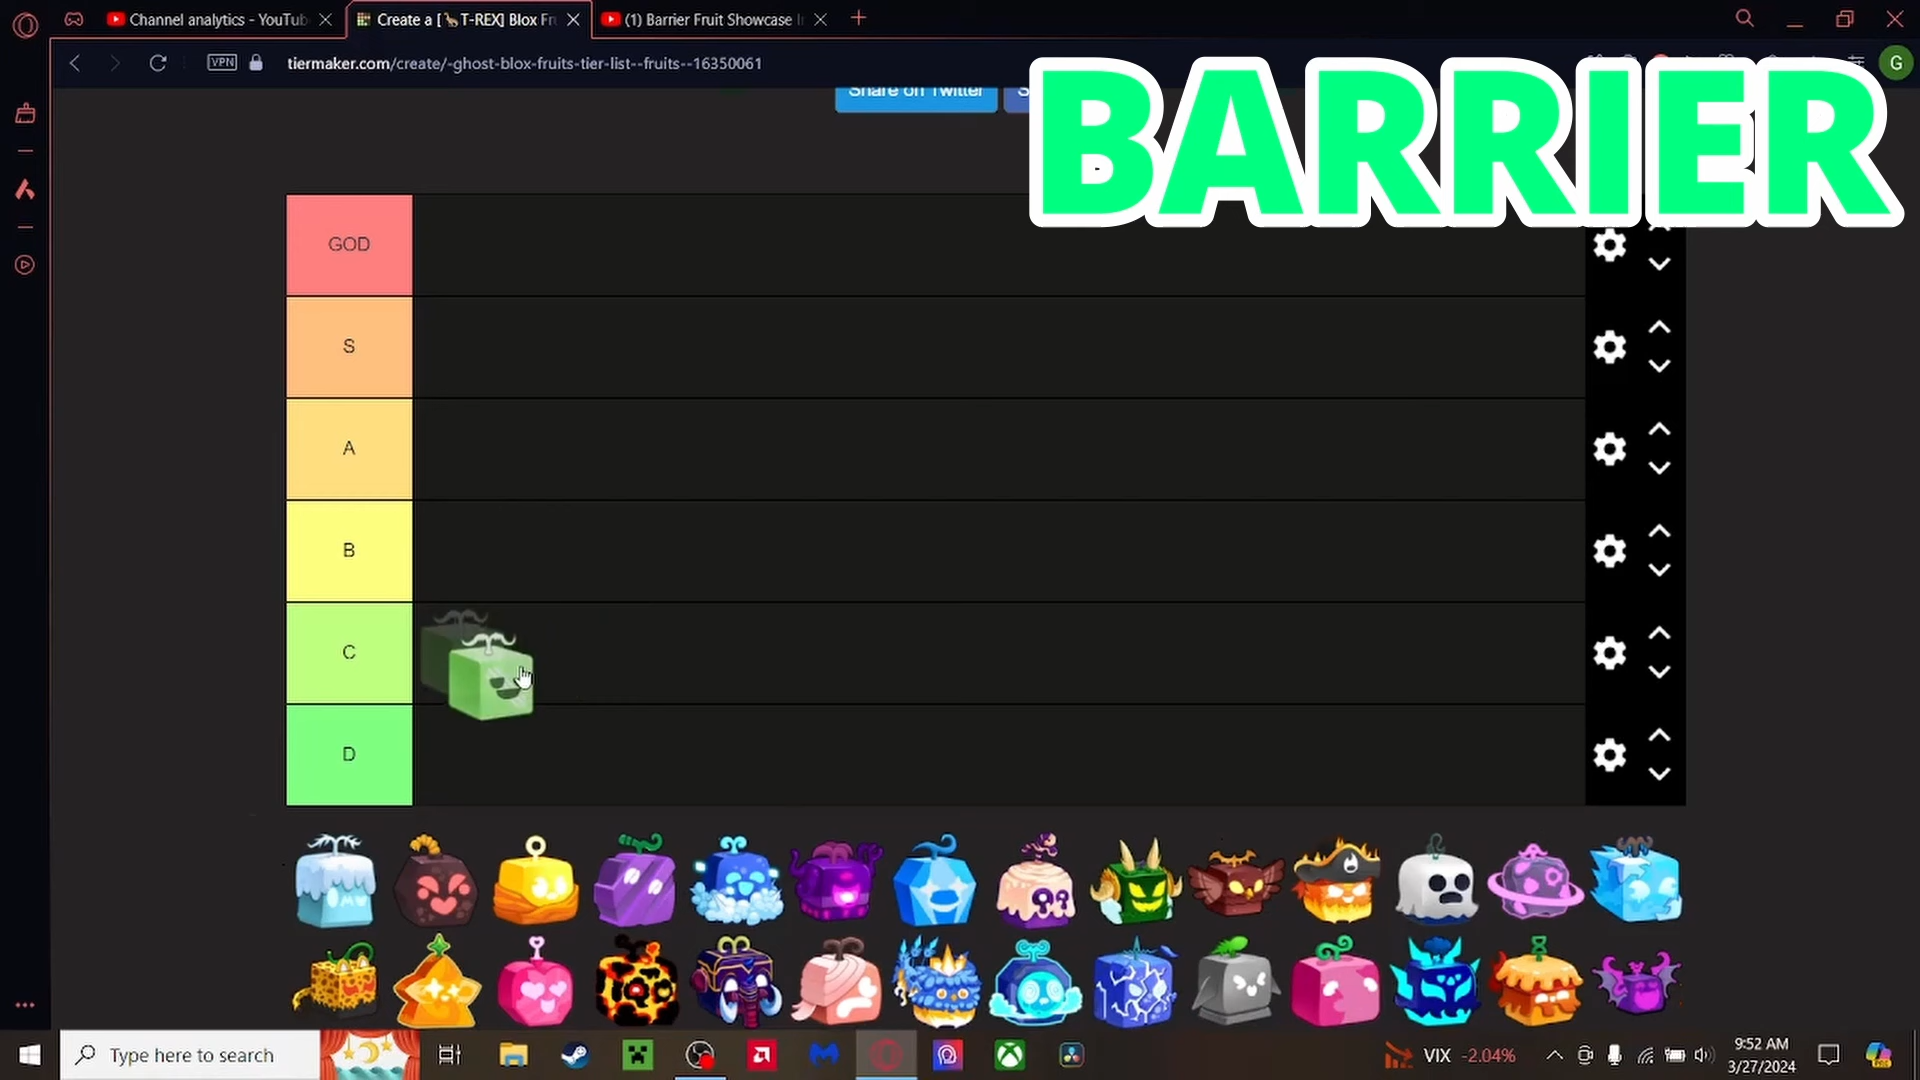 Channel analytics - YouTub
Create a [🦖T-REX] Blox Fr
(1) Barrier Fruit Showcase I
VPN
tiermaker.com/create/-ghost-blox-fruits-tier-list--fruits--16350061
G
Share on Twitter
BARRIER
GOD
S
A
B
C
D
Type here to search
VIX -2.04%
9:52 AM
3/27/2024